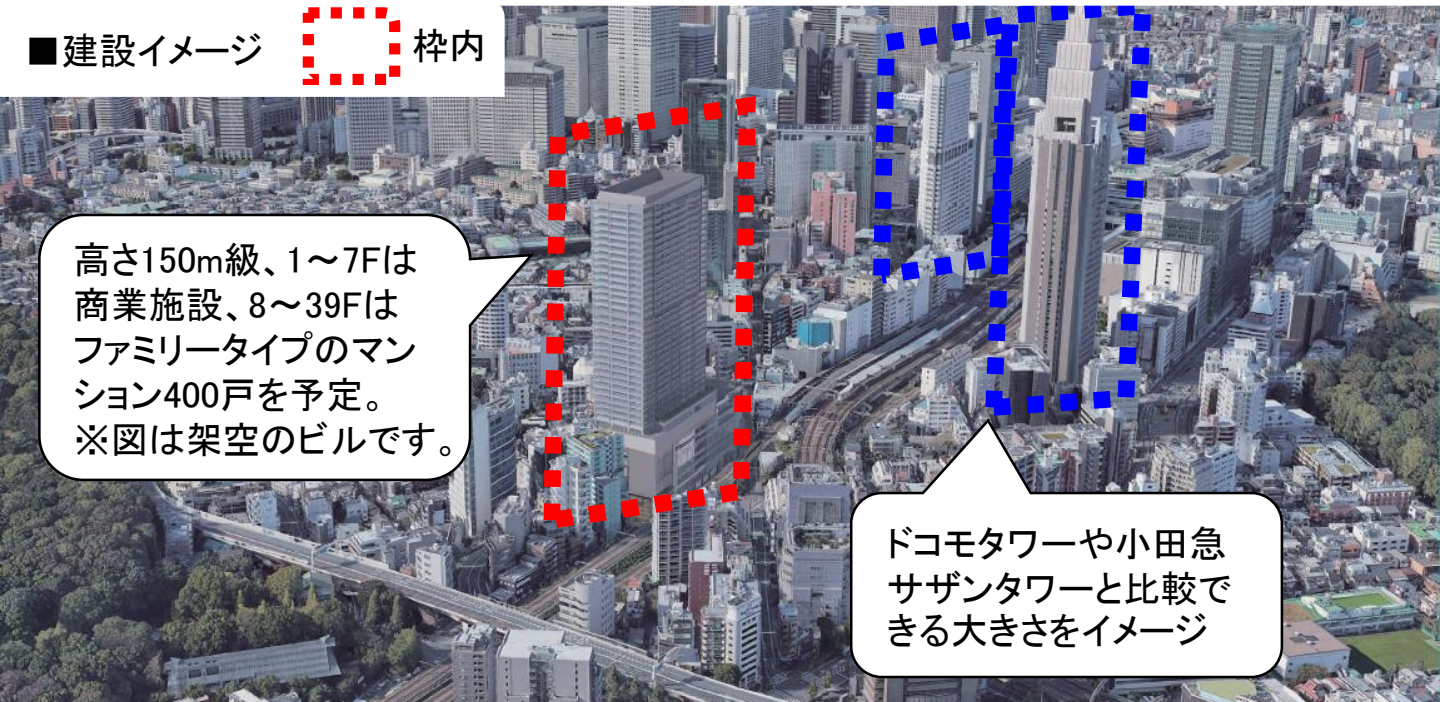 ■建設イメージ
枠内
高さ150m級、1～7Fは
商業施設、8～39Fは
ファミリータイプのマン
ション400戸を予定。
※図は架空のビルです。
ドコモタワーや小田急
サザンタワーと比較で
きる大きさをイメージ